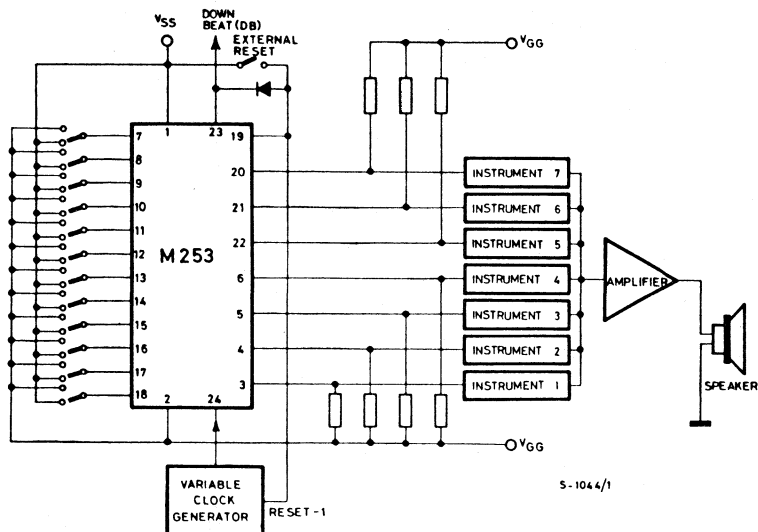 VSS
DOWN
BEAT(DB)
EXTERNAL
RESET
VGG
1
23
19
7
8
9
10
11
12
13
14
15
16
17
18
M253
20
21
22
6
5
4
3
2
24
INSTRUMENT 7
INSTRUMENT 6
INSTRUMENT 5
INSTRUMENT 4
INSTRUMENT 3
INSTRUMENT 2
INSTRUMENT 1
AMPLIFIER
SPEAKER
VGG
VARIABLE
CLOCK
GENERATOR
RESET-1
S-1044/1